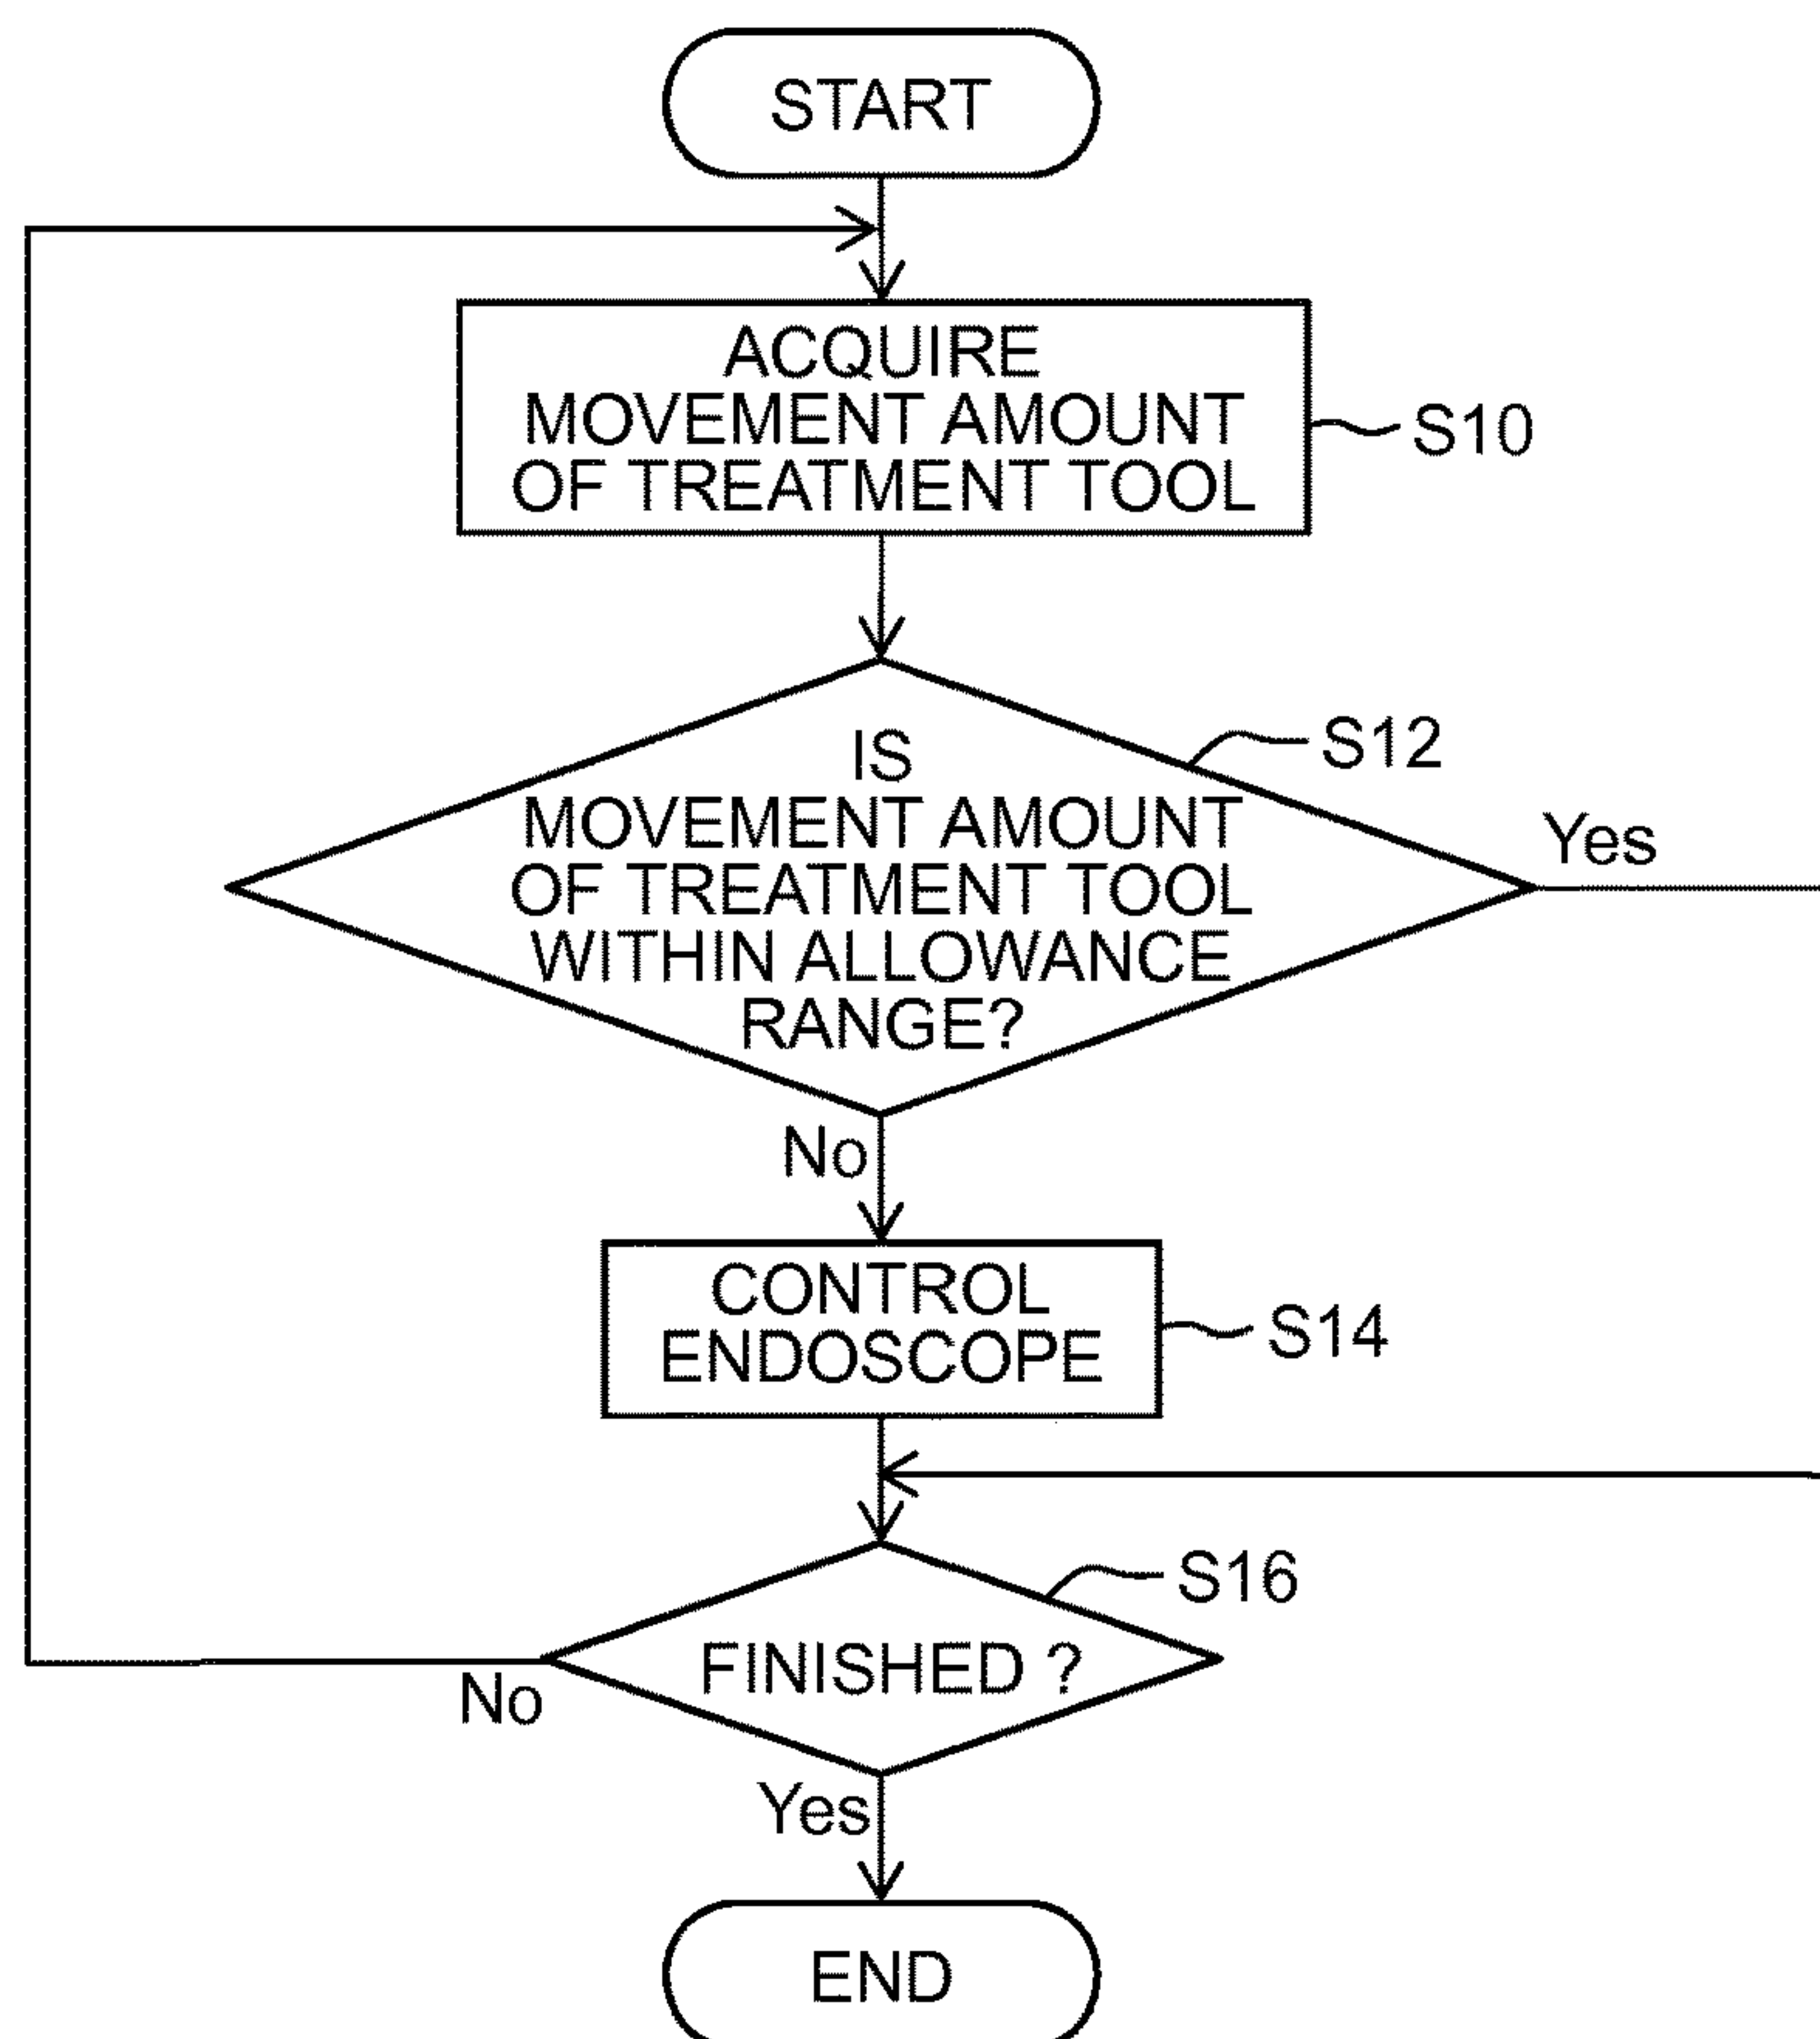 START
ACQUIRE
MOVEMENT AMOUNT
OF TREATMENT TOOL
S10
IS
MOVEMENT AMOUNT
OF TREATMENT TOOL
WITHIN ALLOWANCE
RANGE?
S12
Yes
No
CONTROL
ENDOSCOPE
S14
S16
FINISHED ?
No
Yes
END